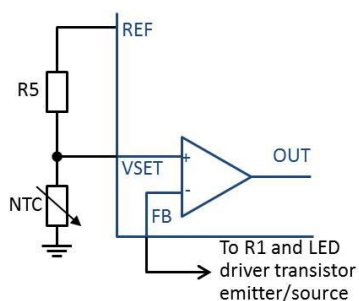 REF
R5
VSET
+
OUT
NTC
-
FB
To R1 and LED
driver transistor
emitter/source